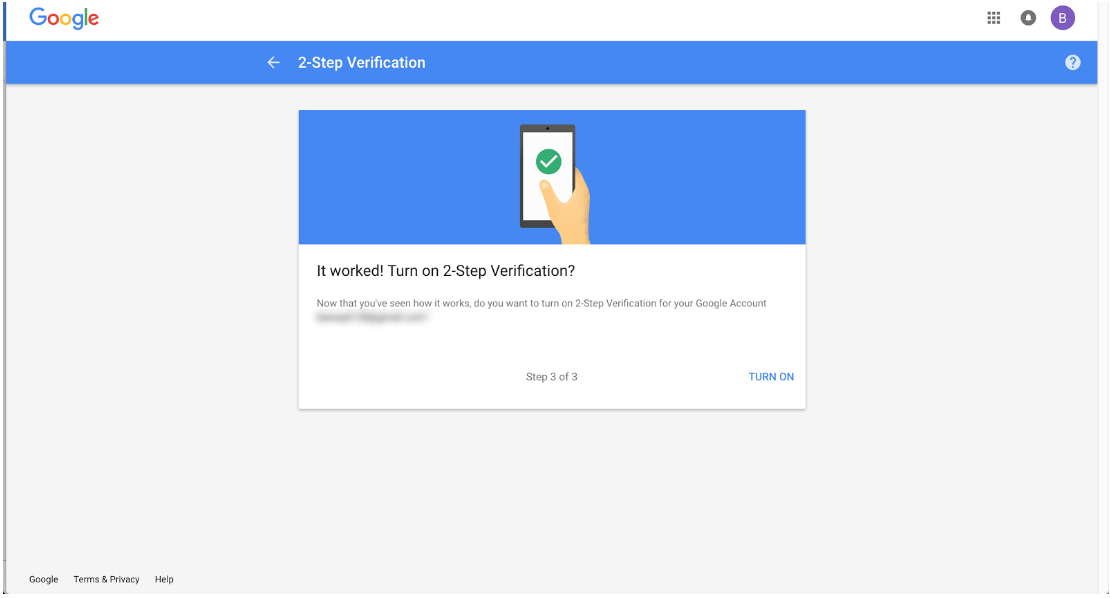 Google
B
2-Step Verification
?
It worked! Turn on 2-Step Verification?
Now that you've seen how it works, do you want to turn on 2-Step Verification for your Google Account
Step 3 of 3
TURN ON
Google
Terms & Privacy
Help